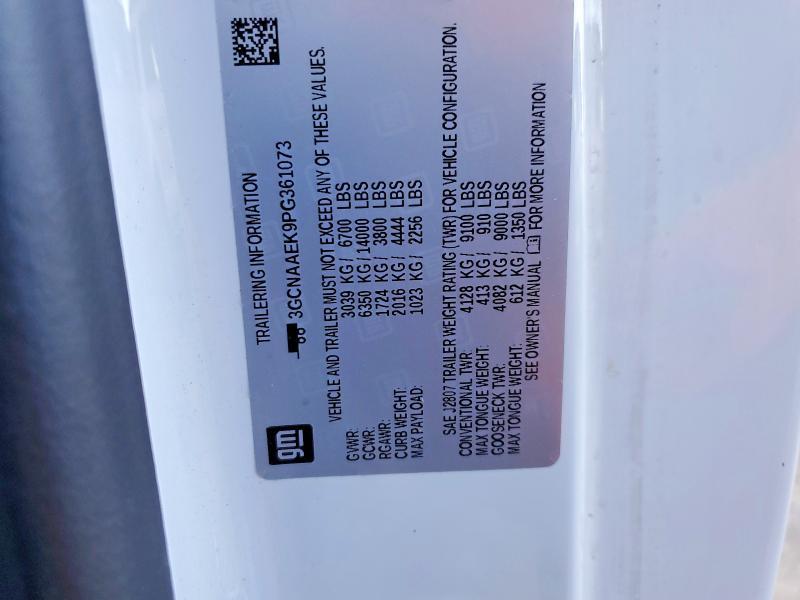 gm
TRAILERING INFORMATION
3GCNAAEK9PG361073
VEHICLE AND TRAILER MUST NOT EXCEED ANY OF THESE VALUES.
GVWR: 3039 KG/ 6700 LBS
GCWR: 6350 KG/ 14000 LBS
RGAWR: 1724 KG/ 3800 LBS
CURB WEIGHT: 2016 KG/ 4444 LBS
MAX PAYLOAD: 1023 KG/ 2256 LBS
SAE J2807 TRAILER WEIGHT RATING (TWR) FOR VEHICLE CONFIGURATION.
CONVENTIONAL TWR: 4128 KG/ 9100 LBS
MAX TONGUE WEIGHT: 413 KG/ 910 LBS
GOOSENECK TWR: 4082 KG/ 9000 LBS
MAX TONGUE WEIGHT: 612 KG/ 1350 LBS
SEE OWNER'S MANUAL FOR MORE INFORMATION